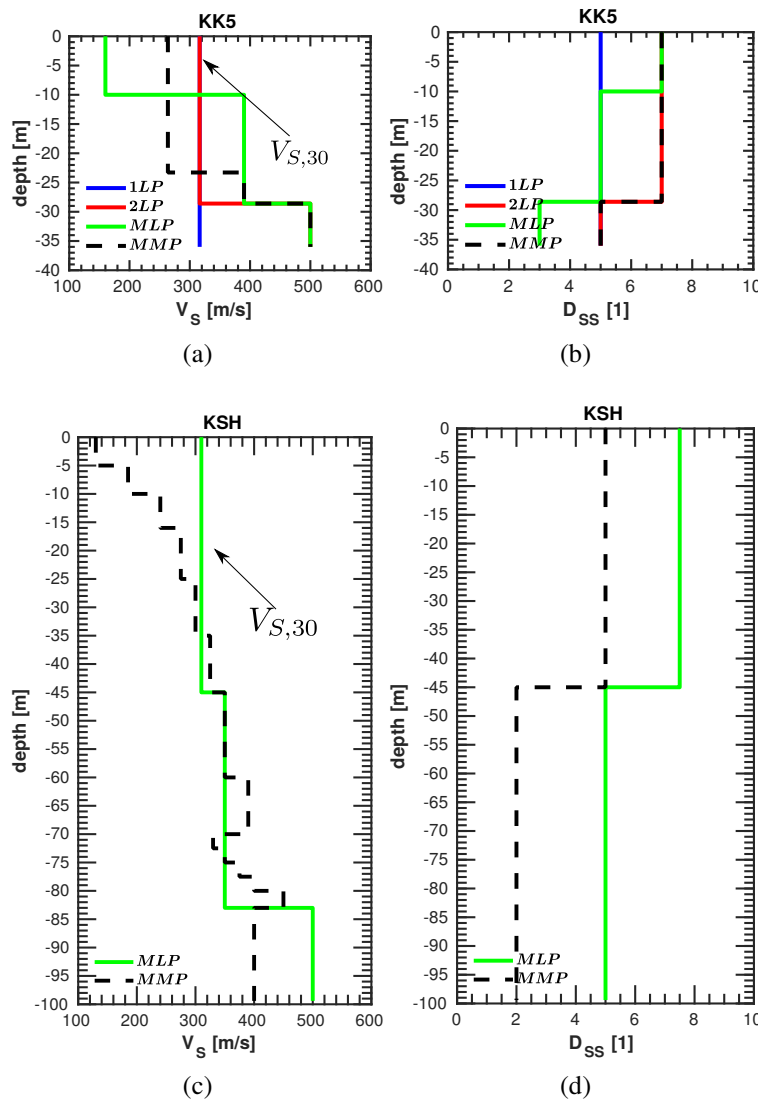 KK5
depth [m]
0
-5
-10
-15
-20
-25
-30
-35
-40
V_{S,30}
1LP
2LP
MLP
MMP
100 200 300 400 500 600
V_S [m/s]
(a)
KK5
depth [m]
0
-5
-10
-15
-20
-25
-30
-35
-40
1LP
2LP
MLP
MMP
0 2 4 6 8 10
D_{SS} [1]
(b)
KSH
depth [m]
0
-5
-10
-15
-20
-25
-30
-35
-40
-45
-50
-55
-60
-65
-70
-75
-80
-85
-90
-95
-100
V_{S,30}
MLP
MMP
100 200 300 400 500 600
V_S [m/s]
(c)
KSH
depth [m]
0
-5
-10
-15
-20
-25
-30
-35
-40
-45
-50
-55
-60
-65
-70
-75
-80
-85
-90
-95
-100
MLP
MMP
0 2 4 6 8 10
D_{SS} [1]
(d)